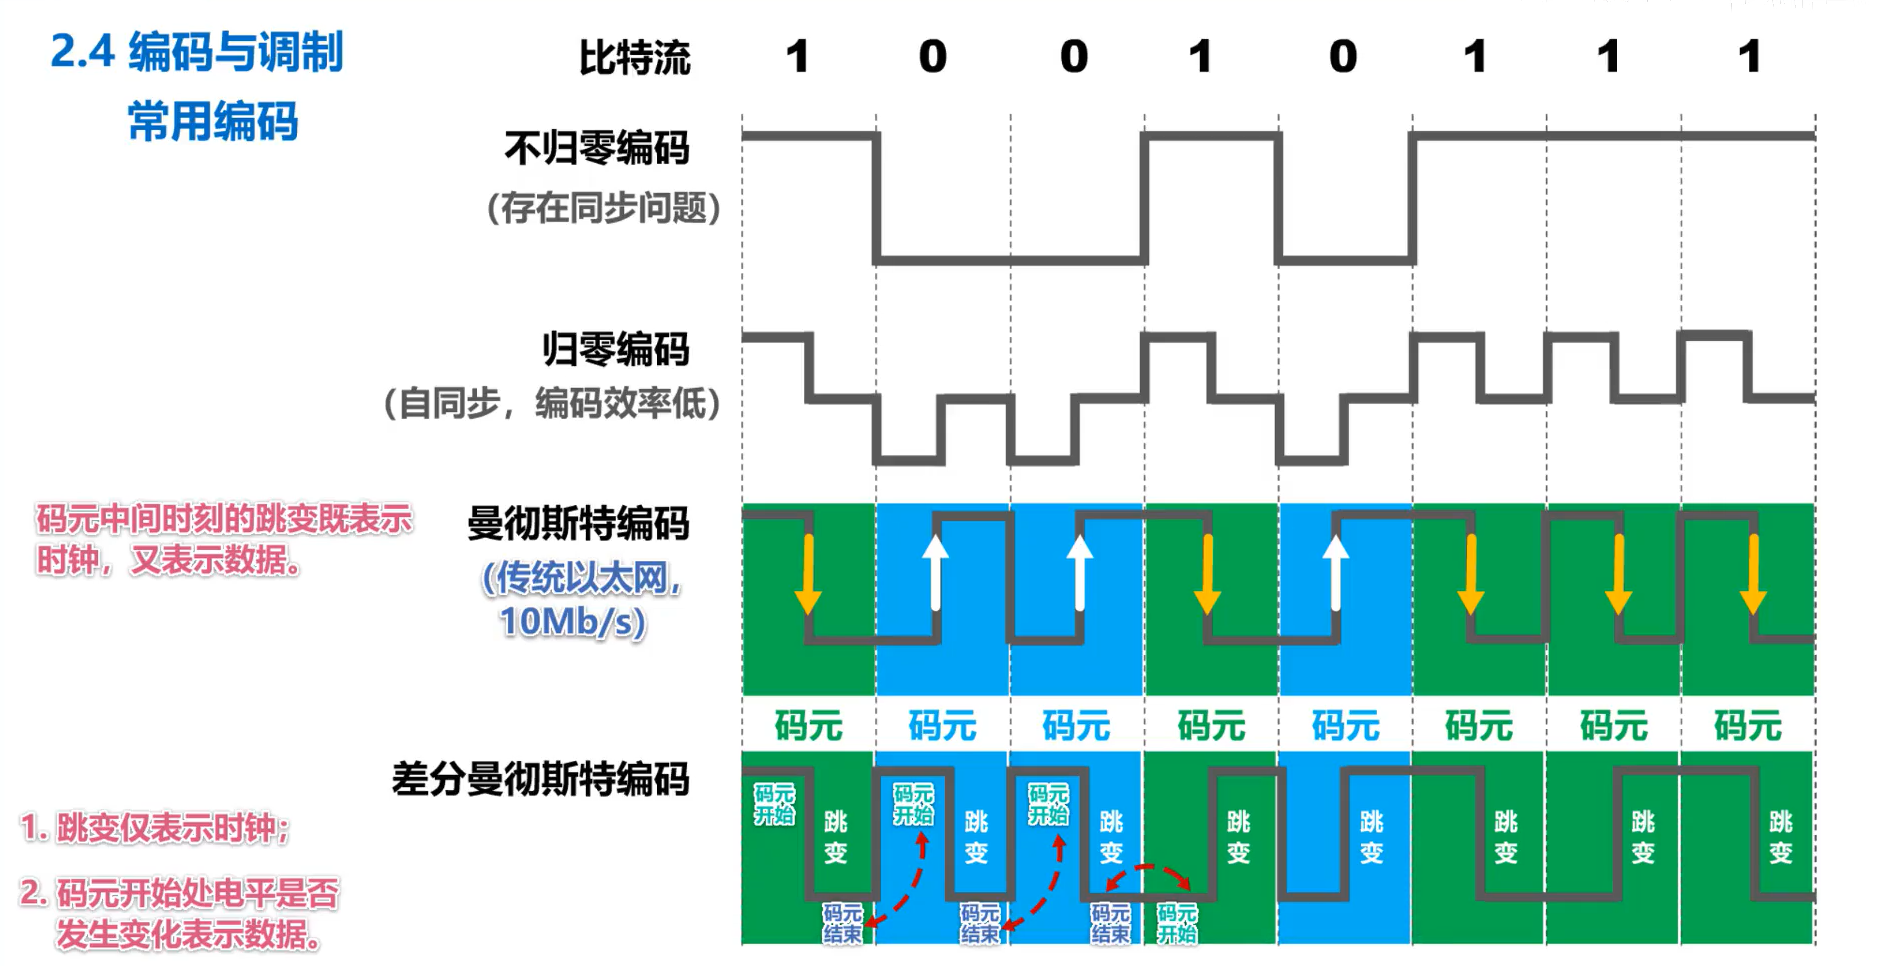 2.4 编码与调制
常用编码
比特流 1 0 0 1 0 1 1 1
不归零编码
（存在同步问题）
归零编码
（自同步，编码效率低）
码元中间时刻的跳变既表示
时钟，又表示数据。
曼彻斯特编码
（传统以太网，
10Mb/s）
码元 码元 码元 码元 码元 码元 码元 码元
差分曼彻斯特编码
1. 跳变仅表示时钟；
2. 码元开始处电平是否
发生变化表示数据。
码元
开始
跳
变
码元
结束
码元
开始
跳
变
码元
结束
码元
开始
跳
变
码元
结束
码元
开始
跳
变
跳
变
跳
变
跳
变
跳
变